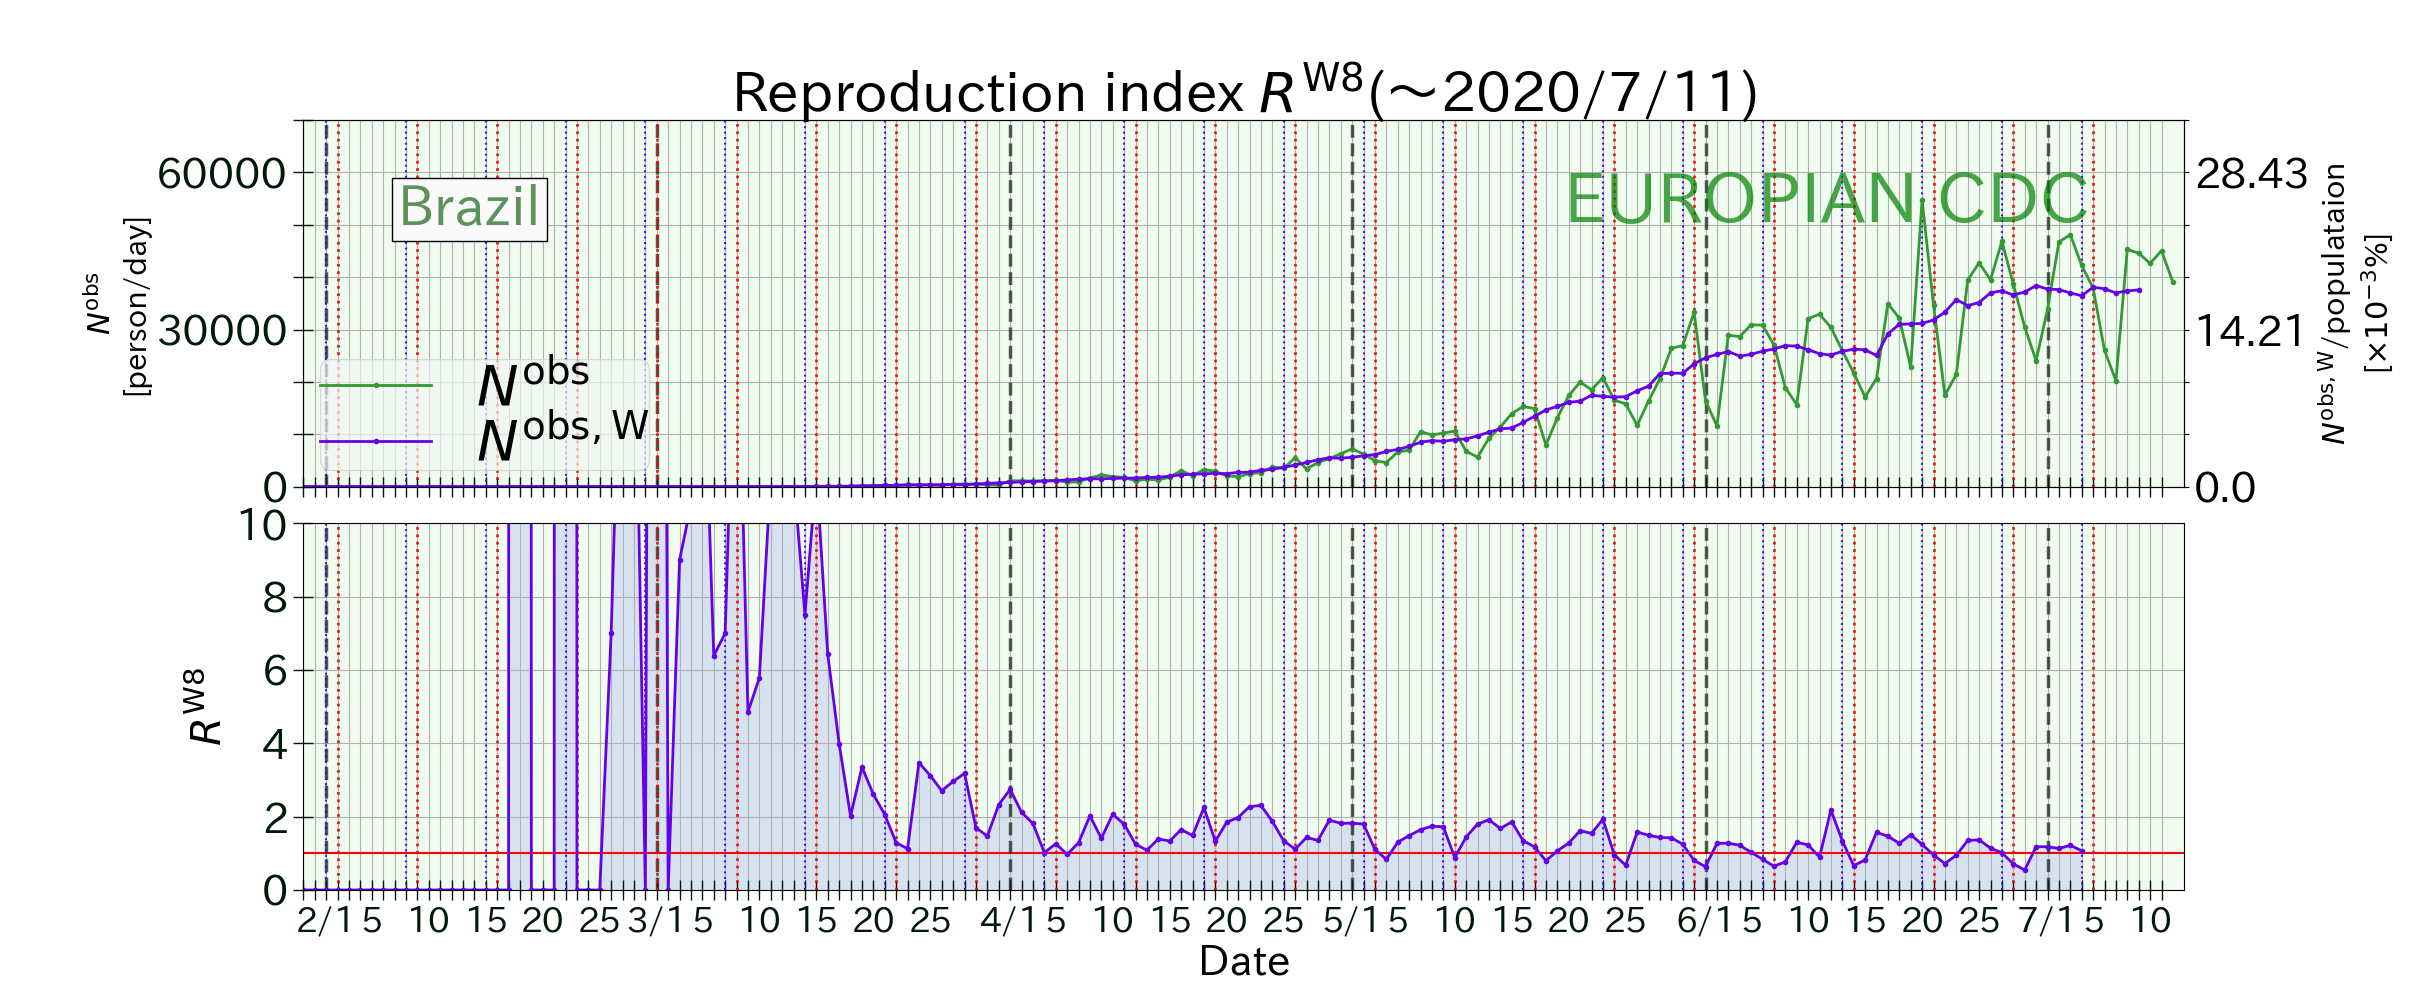 Reproduction index R^W8(～2020/7/11)
60000
30000
0
N^obs
[person/day]
Brazil
EUROPIAN CDC
N^obs
N^obs, W
28.43
14.21
0.0
N^obs, W/populataion
[×10^−3%]
10
8
6
4
2
0
R^W8
2/1 5 10 15 20 25 3/1 5 10 15 20 25 4/1 5 10 15 20 25 5/1 5 10 15 20 25 6/1 5 10 15 20 25 7/1 5 10
Date